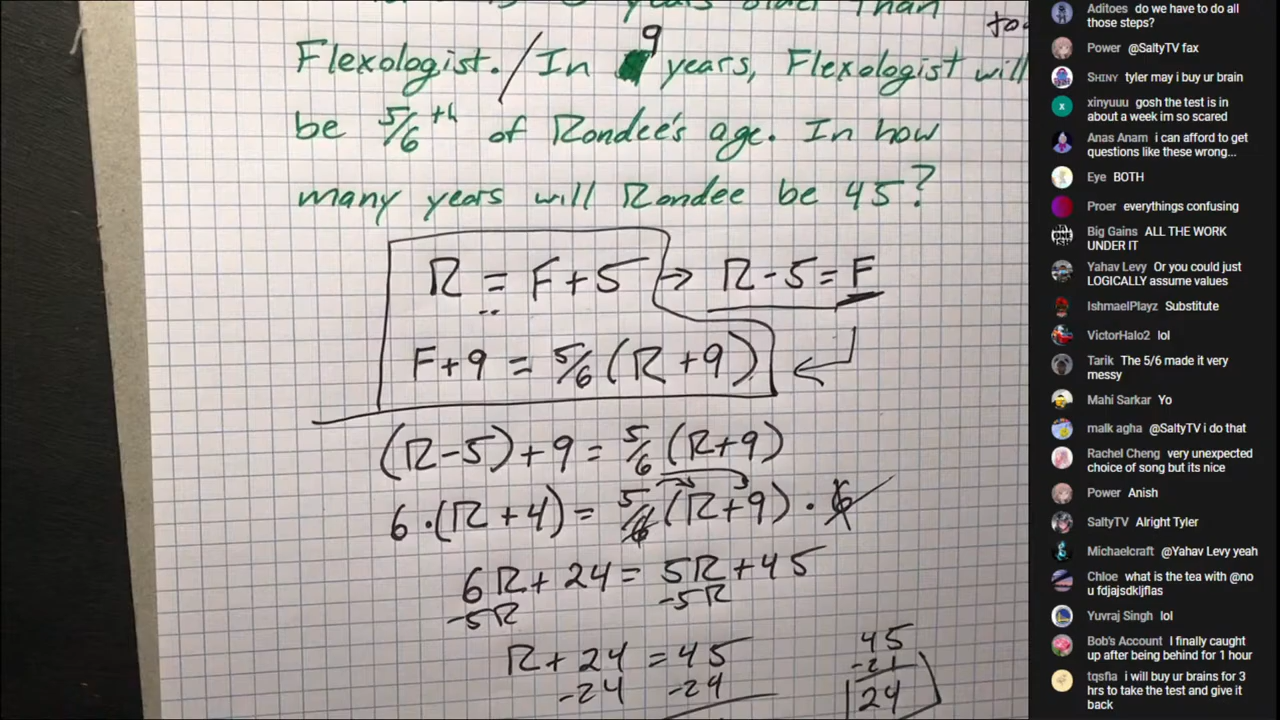 years older than
Flexologist. / In 9 years, Flexologist will
be 5/6th of Rondee's age. In how
many years will Rondee be 45?
R = F+5 → R-5=F
F+9 = 5/6 (R+9)
(R-5)+9 = 5/6 (R+9)
6·(R+4) = 5/6 (R+9) · 6
6R + 24 = 5R + 45
-5R -5R
R + 24 = 45
-24 -24
45
-21
24
Aditoes do we have to do all
those steps?
Power @SaltyTV fax
SHINY tyler may i buy ur brain
xinyuuu gosh the test is in
about a week im so scared
Anas Anam i can afford to get
questions like these wrong...
Eye BOTH
Proer everythings confusing
Big Gains ALL THE WORK
UNDER IT
Yahav Levy Or you could just
LOGICALLY assume values
IshmaelPlayz Substitute
VictorHalo2 lol
Tarik The 5/6 made it very
messy
Mahi Sarkar Yo
malk agha @SaltyTV i do that
Rachel Cheng very unexpected
choice of song but its nice
Power Anish
SaltyTV Alright Tyler
Michaelcraft @Yahav Levy yeah
Chloe what is the tea with @no
u fdjajsdkljflas
Yuvraj Singh lol
Bob's Account I finally caught
up after being behind for 1 hour
tqsfia i will buy ur brains for 3
hrs to take the test and give it
back